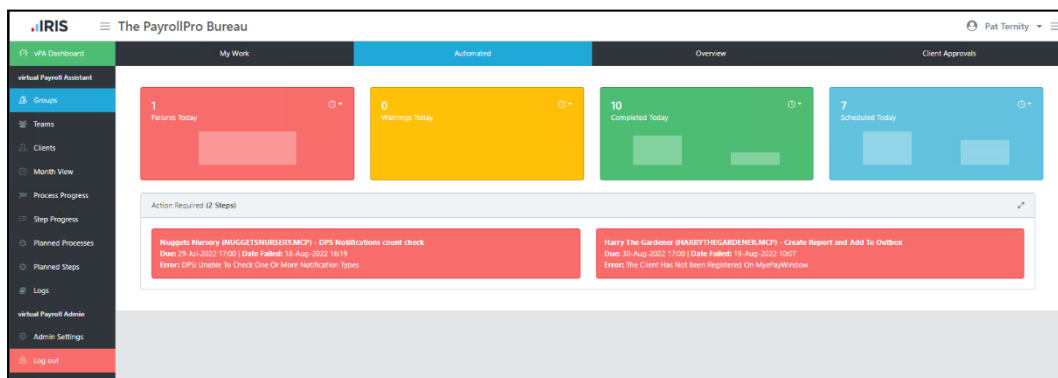 IRIS
The PayrollPro Bureau
Pat Ternity
vPA Dashboard
My Work
Automated
Overview
Client Approvals
virtual Payroll Assistant
Groups
Teams
Clients
Month View
Process Progress
Step Progress
Planned Processes
Planned Steps
Logs
virtual Payroll Admin
Admin Settings
Log out
1
Failures Today
0
Warnings Today
10
Completed Today
7
Scheduled Today
Action Required (2 Steps)
Nuggets Nursery (NUGGETSNURSERY.MCP) - DPS Notifications count check
Due: 29-Jul-2022 17:00 | Date Failed: 18-Aug-2022 16:19
Error: DPS: Unable To Check One Or More Notification Types
Harry The Gardener (HARRYTHEGARDENER.MCP) - Create Report and Add To Outbox
Due: 30-Aug-2022 17:00 | Date Failed: 19-Aug-2022 10:07
Error: The Client Has Not Been Registered On MyePayWindow